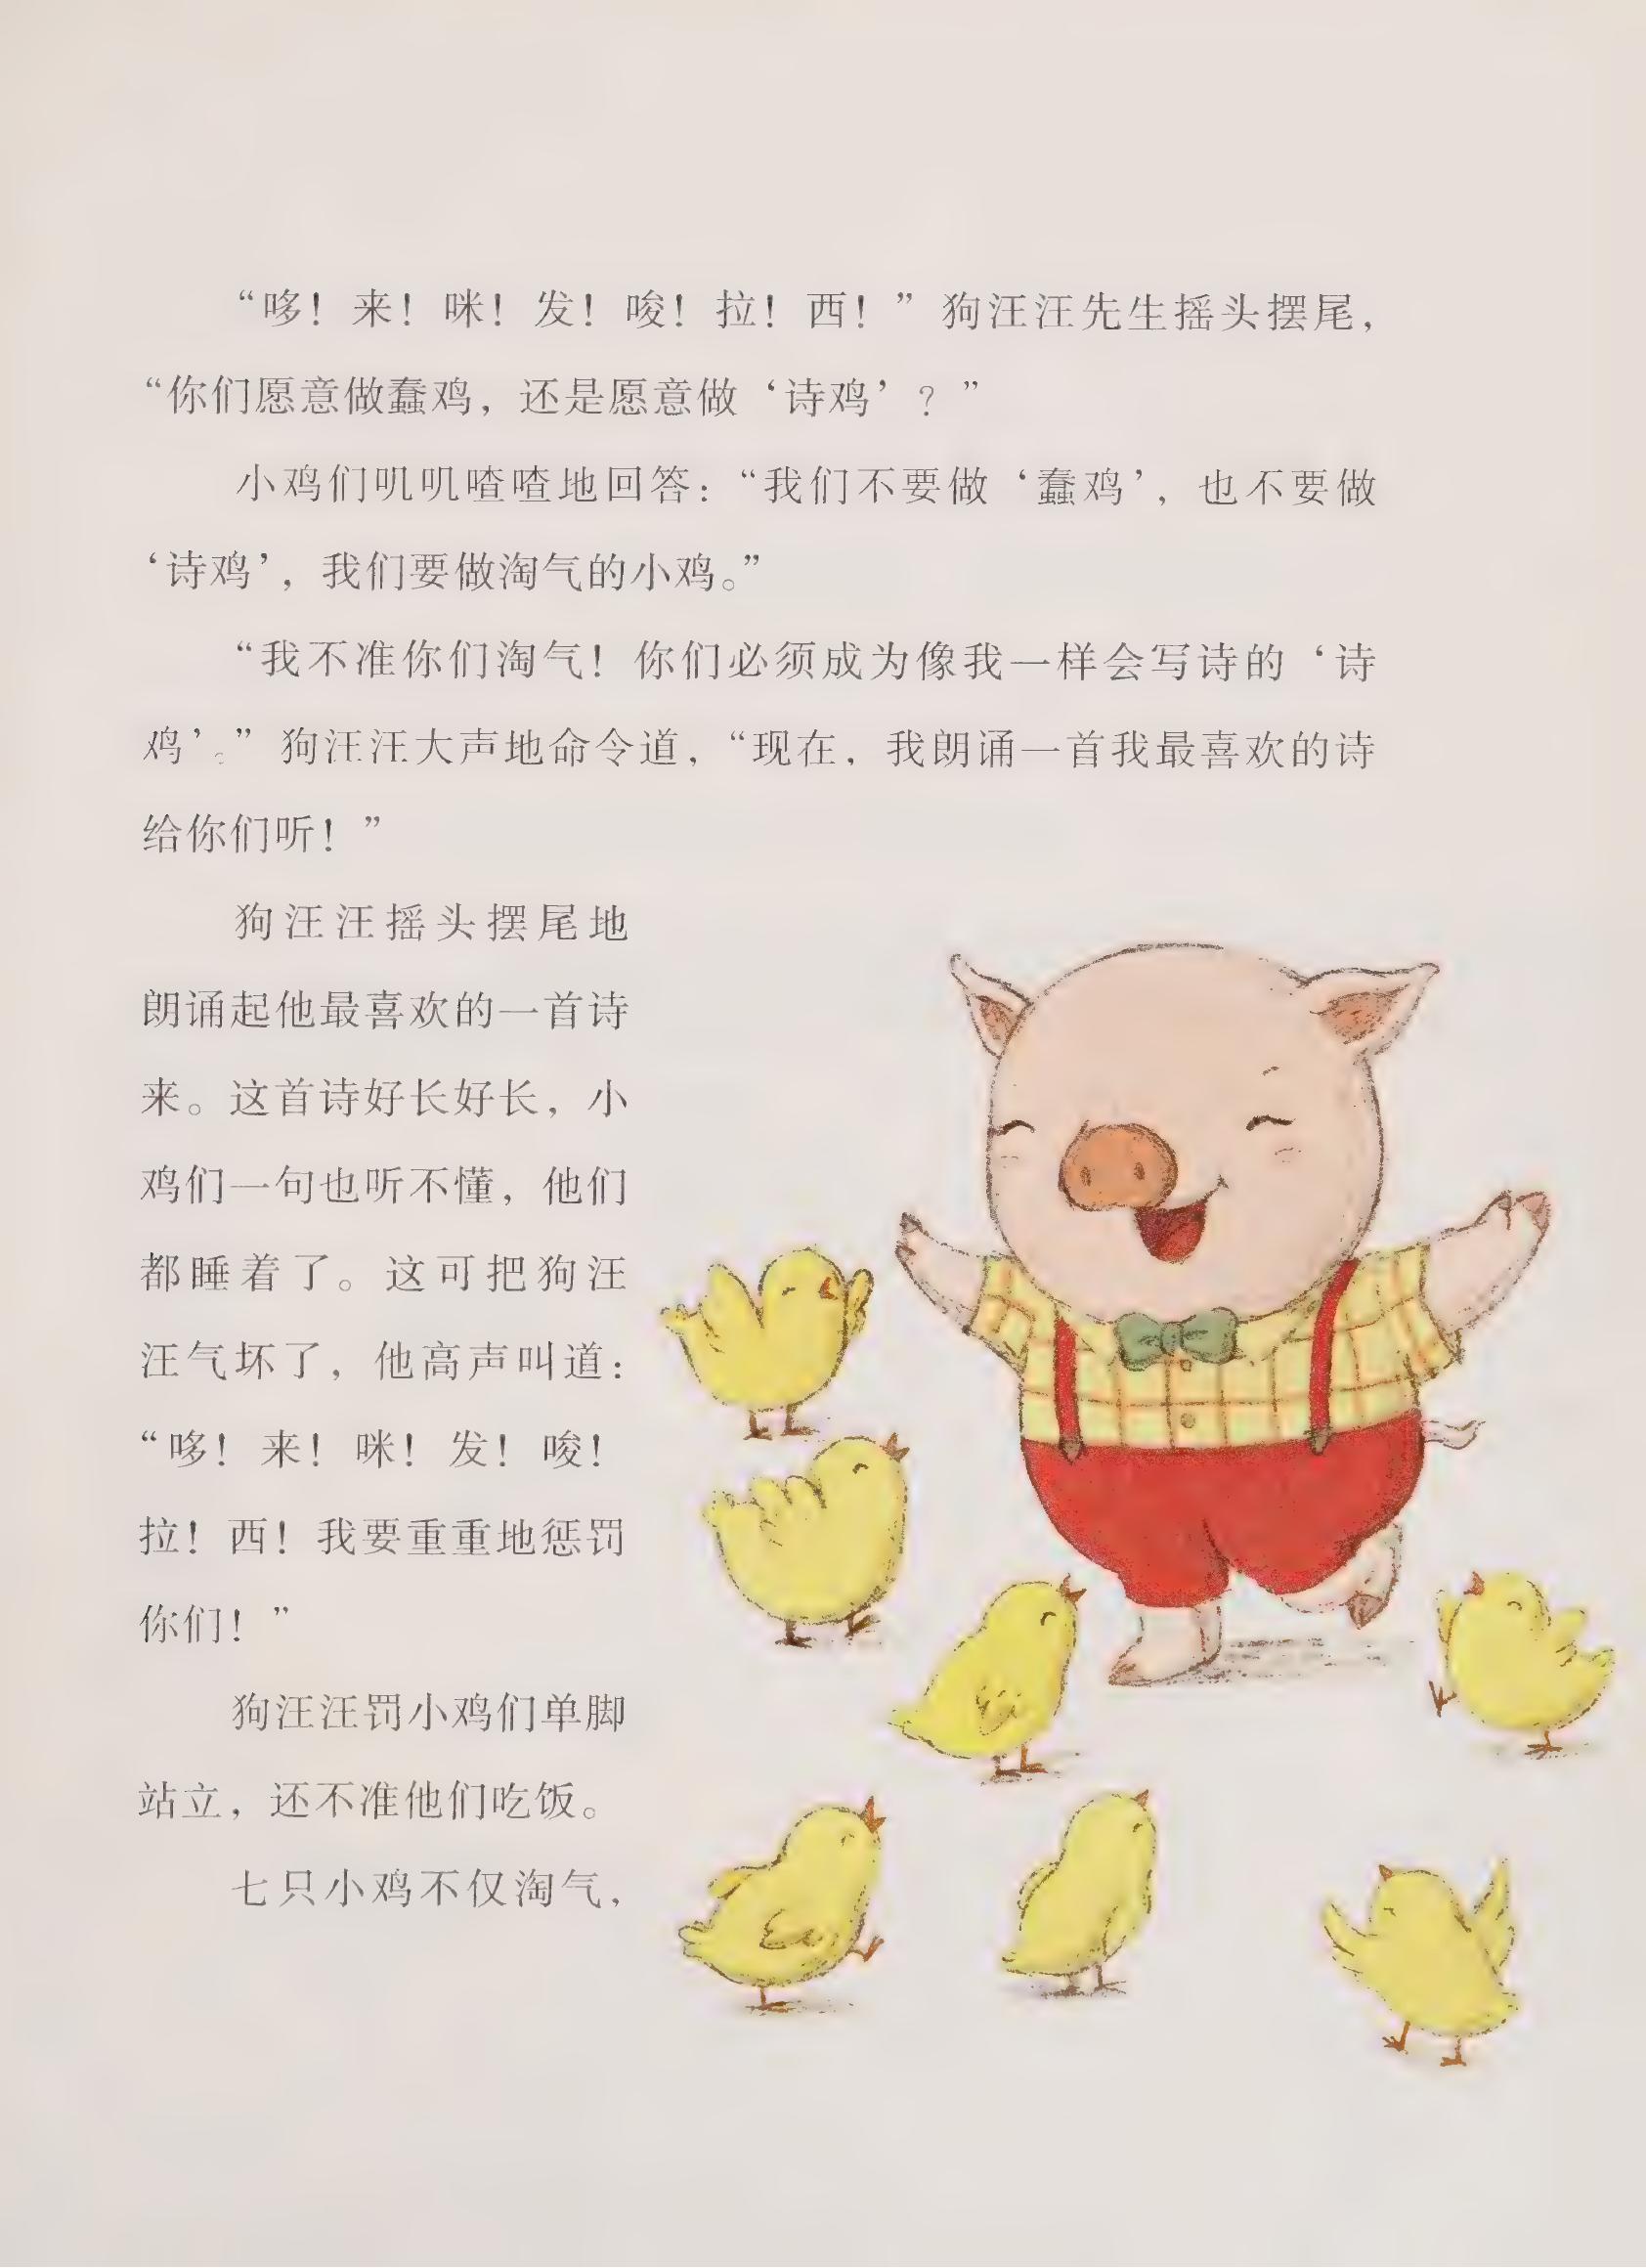 “哆！来！咪！发！唆！拉！西！”狗汪汪先生摇头摆尾，
“你们愿意做蠢鸡，还是愿意做‘诗鸡’？”
小鸡们叽叽喳喳地回答：“我们不要做‘蠢鸡’，也不要做
‘诗鸡’，我们要做淘气的小鸡。”
“我不准你们淘气！你们必须成为像我一样会写诗的‘诗
鸡’。”狗汪汪大声地命令道，“现在，我朗诵一首我最喜欢的诗
给你们听！”
狗汪汪摇头摆尾地
朗诵起他最喜欢的一首诗
来。这首诗好长好长，小
鸡们一句也听不懂，他们
都睡着了。这可把狗汪
汪气坏了，他高声叫道：
“哆！来！咪！发！唆！
拉！西！我要重重地惩罚
你们！”
狗汪汪罚小鸡们单脚
站立，还不准他们吃饭。
七只小鸡不仅淘气，